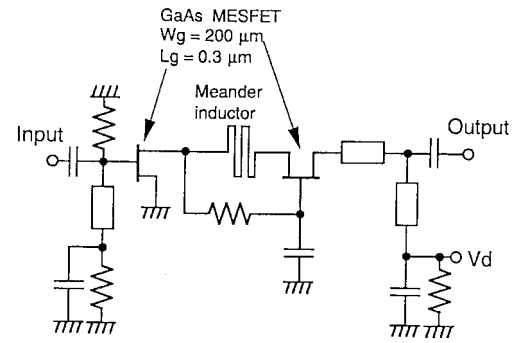 GaAs MESFET
Wg = 200 μm
Lg = 0.3 μm
Meander
inductor
Input
Output
Vd